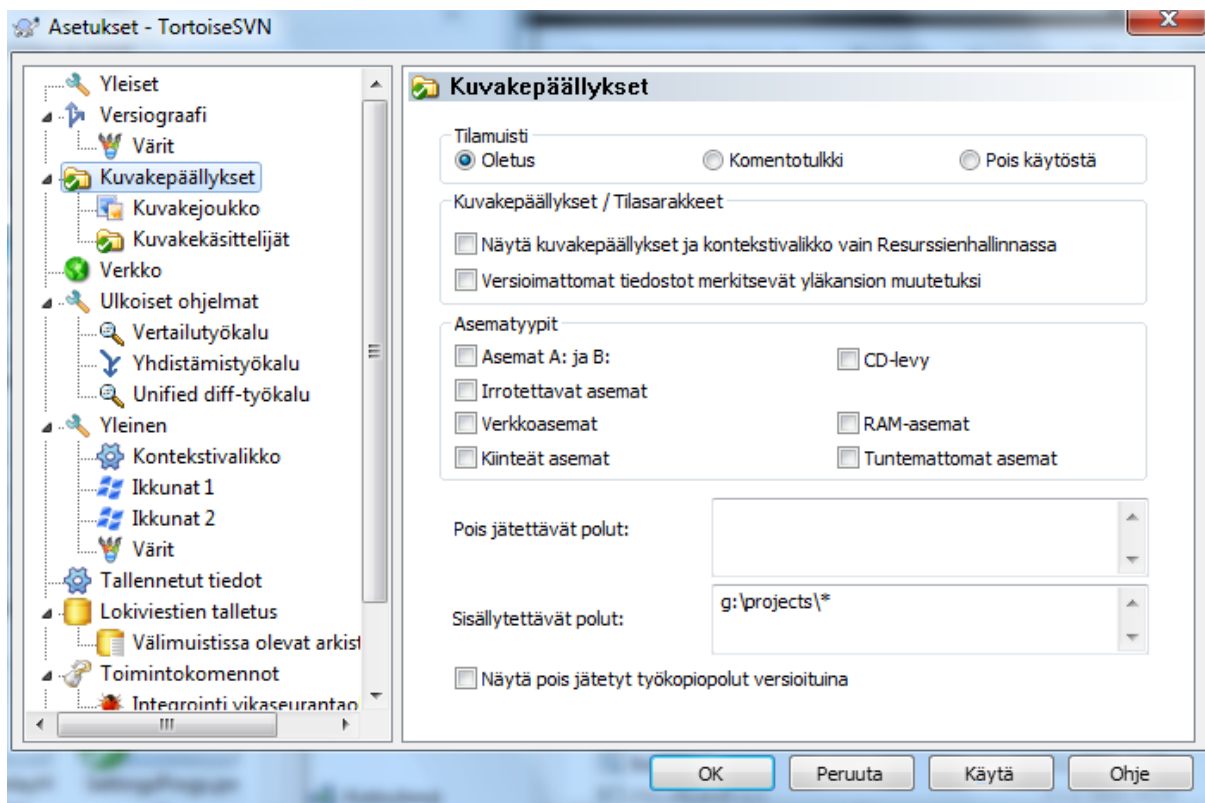 Asetukset - TortoiseSVN
Yleiset
Versiograafi
Värit
Kuvakepäällykset
Kuvakejoukko
Kuvakekäsittelijät
Verkko
Ulkoiset ohjelmat
Vertailutyökalu
Yhdistämistyökalu
Unified diff-työkalu
Yleinen
Kontekstivalikko
Ikkunat 1
Ikkunat 2
Värit
Tallennetut tiedot
Lokiviestien talletus
Välimuistissa olevat arkist
Toimintokomennot
Integrointi vikaseurantao
Kuvakepäällykset
Tilamuisti
Oletus
Komentotulkki
Pois käytöstä
Kuvakepäällykset / Tilasarakkeet
Näytä kuvakepäällykset ja kontekstivalikko vain Resurssienhallinnassa
Versioimattomat tiedostot merkitsevät yläkansion muutetuksi
Asematyypit
Asemat A: ja B:
CD-levy
Irrotettavat asemat
Verkkoasemat
RAM-asemat
Kiinteät asemat
Tuntemattomat asemat
Pois jätettävät polut:
Sisällytettävät polut:
g:\projects\*
Näytä pois jätetyt työkopiopolut versioituina
OK
Peruuta
Käytä
Ohje